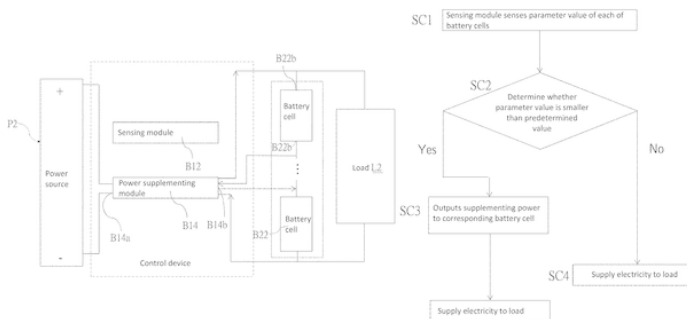 B22b
+
P2
Power
source
-
Sensing module
B12
Power supplementing
module
B14
B14b
B14a
Control device
Battery
cell
B22b
⋮
Battery
cell
B22
Load L2
SC1
Sensing module senses parameter value of each of
battery cells
SC2
Determine whether
parameter value is smaller
than predetermined
value
Yes
No
SC3
Outputs supplementing power
to corresponding battery cell
SC4
Supply electricity to load
Supply electricity to load